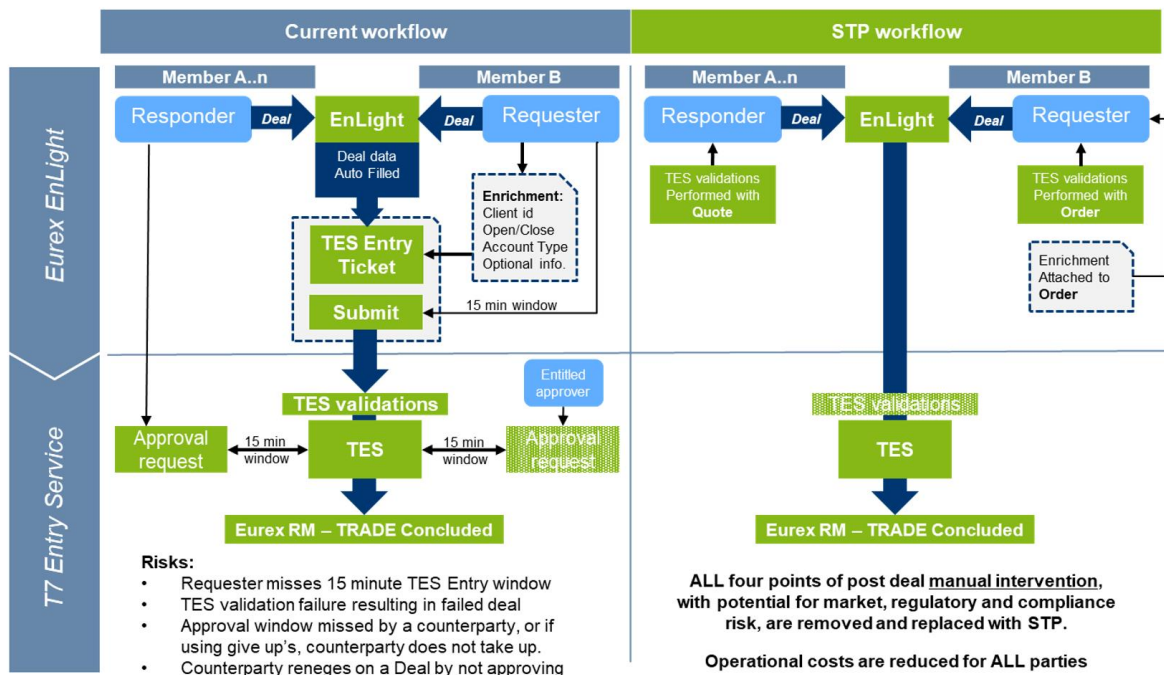 Current workflow
STP workflow
Eurex EnLight
T7 Entry Service
Member A..n
Member B
Responder
Deal
EnLight
Deal
Requester
Deal data
Auto Filled
Enrichment:
Client id
Open/Close
Account Type
Optional info.
TES Entry
Ticket
Submit
15 min window
Entitled
approver
TES validations
Approval
request
15 min
window
TES
15 min
window
Approval
request
Eurex RM – TRADE Concluded
Risks:
• Requester misses 15 minute TES Entry window
• TES validation failure resulting in failed deal
• Approval window missed by a counterparty, or if
using give up's, counterparty does not take up.
• Counterparty reneges on a Deal by not approving
Member A..n
Member B
Responder
Deal
EnLight
Deal
Requester
TES validations
Performed with
Quote
TES validations
Performed with
Order
Enrichment
Attached to
Order
TES validations
TES
Eurex RM – TRADE Concluded
ALL four points of post deal manual intervention,
with potential for market, regulatory and compliance
risk, are removed and replaced with STP.
Operational costs are reduced for ALL parties